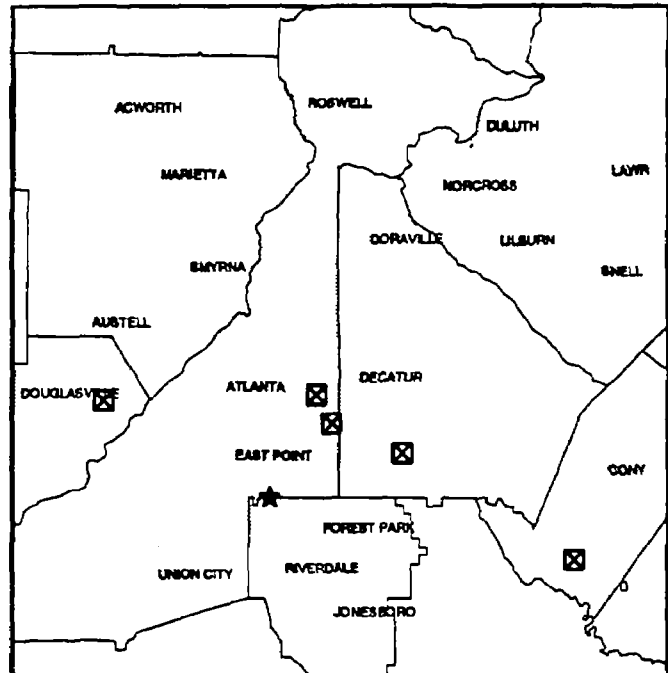 ACWORTH
ROSWELL
DULUTH
MARIETTA
NORCROSS
LAWR
DORAVILLE
LILBURN
SMYRNA
SNELL
AUSTELL
DOUGLASVILLE
ATLANTA
DECATUR
EAST POINT
CONY
FOREST PARK
UNION CITY
RIVERDALE
JONESBORO